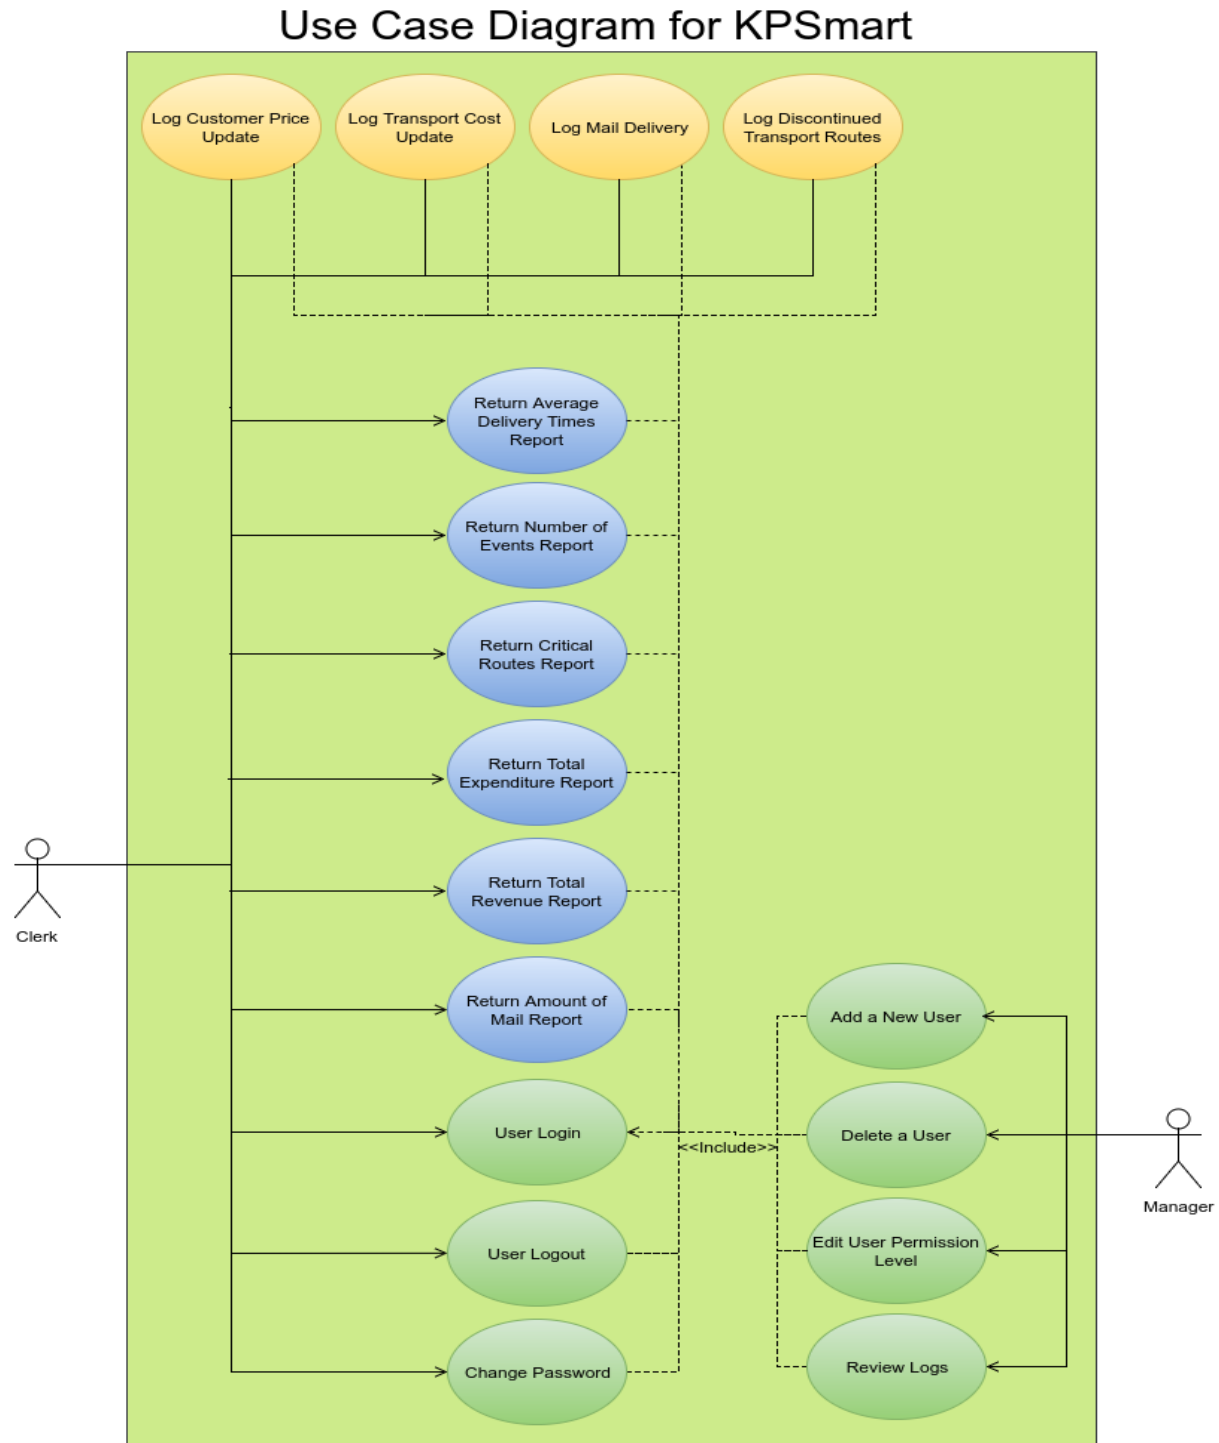 Use Case Diagram for KPSmart
Log Customer Price
Update
Log Transport Cost
Update
Log Mail Delivery
Log Discontinued
Transport Routes
Return Average
Delivery Times
Report
Return Number of
Events Report
Return Critical
Routes Report
Return Total
Expenditure Report
Return Total
Revenue Report
Clerk
Return Amount of
Mail Report
Add a New User
User Login
<<Include>>
Delete a User
Manager
User Logout
Edit User Permission
Level
Change Password
Review Logs